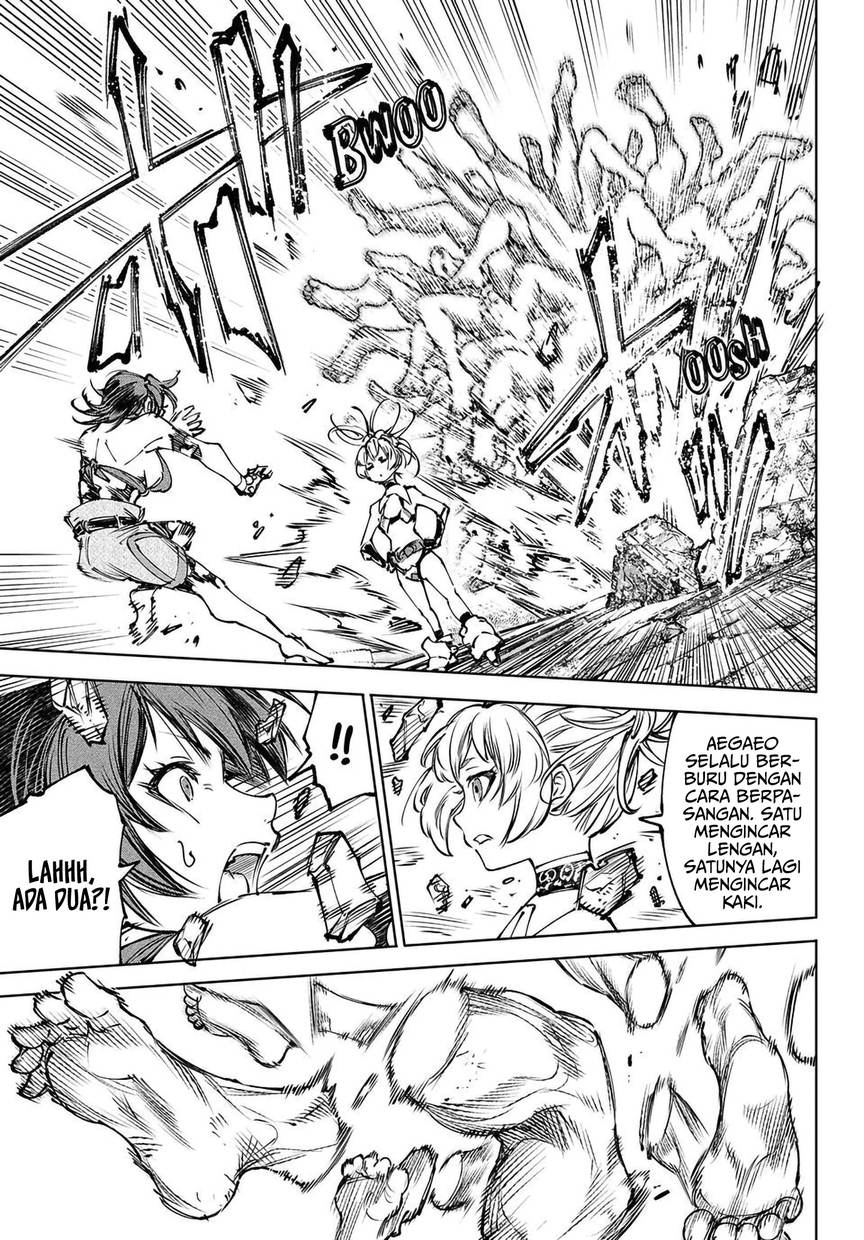 BWOO
OOSH
AEGAEO
SELALU BER-
BURU DENGAN
CARA BERPA-
SANGAN. SATU
MENGINCAR
LENGAN,
SATUNYA LAGI
MENGINCAR
KAKI.
!!
LAHHH,
ADA DUA?!